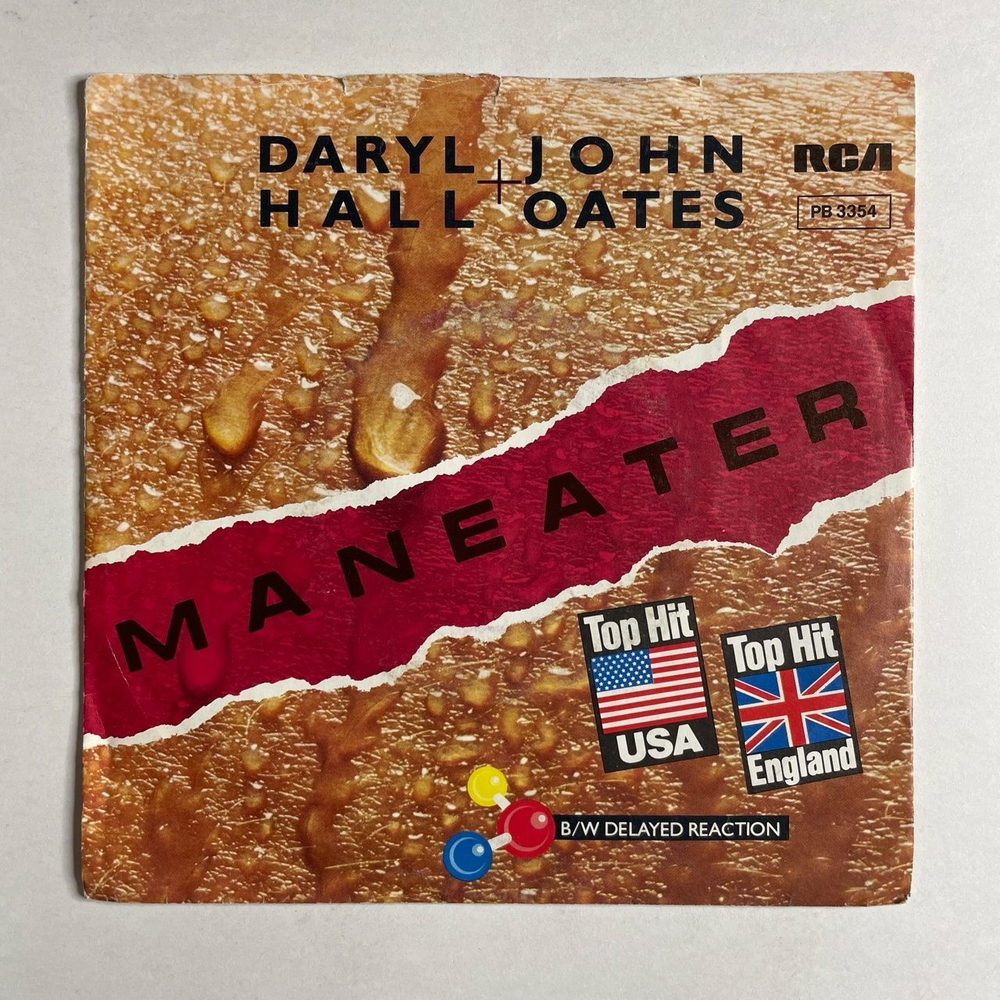 DARYL + JOHN
HALL OATES
RCA
PB 3354
MANEATER
Top Hit
USA
Top Hit
England
B/W DELAYED REACTION